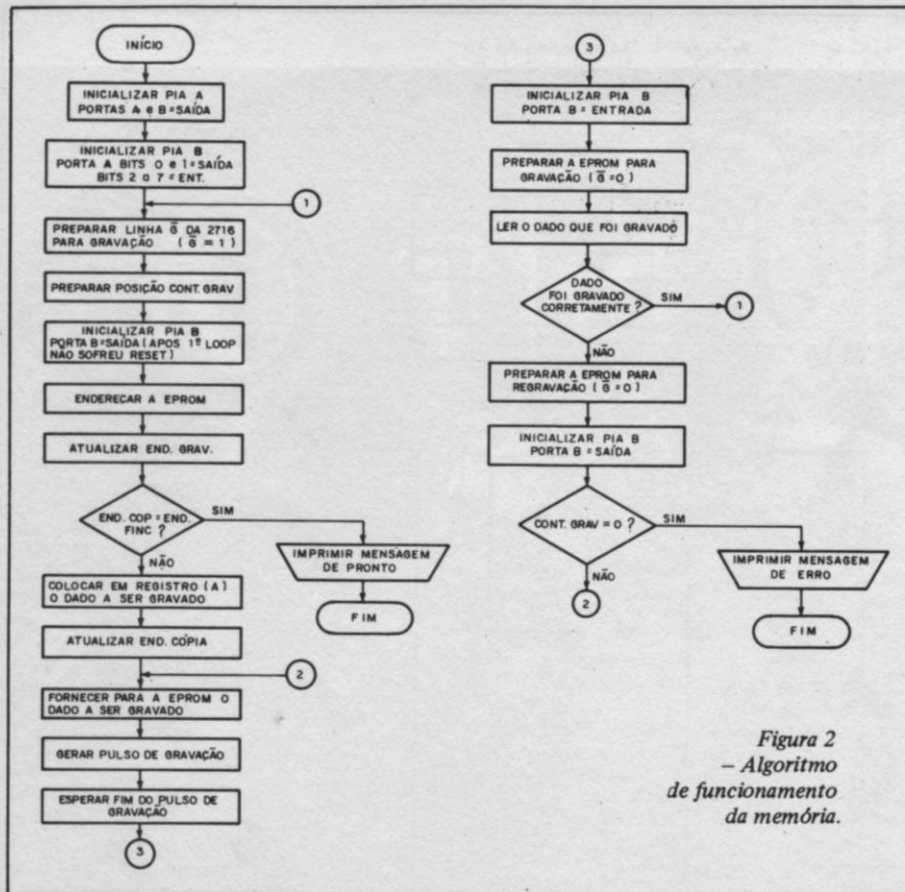 INÍCIO
INICIALIZAR PIA A
PORTAS A e B=SAÍDA
INICIALIZAR PIA B
PORTA A BITS 0 e 1=SAÍDA
BITS 2 a 7 = ENT.
1
PREPARAR LINHA G̅ DA 2716
PARA GRAVAÇÃO (G̅ = 1)
PREPARAR POSIÇÃO CONT. GRAV
INICIALIZAR PIA B
PORTA B=SAÍDA (APOS 1º LOOP
NÃO SOFREU RESET)
ENDERECAR A EPROM
ATUALIZAR END. GRAV.
END. COP = END.
FINC ?
SIM
IMPRIMIR MENSAGEM
DE PRONTO
FIM
NÃO
COLOCAR EM REGISTRO (A)
O DADO A SER GRAVADO
ATUALIZAR END. CÓPIA
2
FORNECER PARA A EPROM O
DADO A SER GRAVADO
GERAR PULSO DE GRAVAÇÃO
ESPERAR FIM DO PULSO DE
GRAVAÇÃO
3
3
INICIALIZAR PIA B
PORTA B = ENTRADA
PREPARAR A EPROM PARA
GRAVAÇÃO (G̅ =0)
LER O DADO QUE FOI GRAVADO
DADO
FOI GRAVADO
CORRETAMENTE ?
SIM
1
NÃO
PREPARAR A EPROM PARA
REGRAVAÇÃO (G̅ =0)
INICIALIZAR PIA B
PORTA B = SAÍDA
CONT. GRAV = 0 ?
SIM
IMPRIMIR MENSAGEM
DE ERRO
FIM
NÃO
2
Figura 2
– Algoritmo
de funcionamento
da memória.